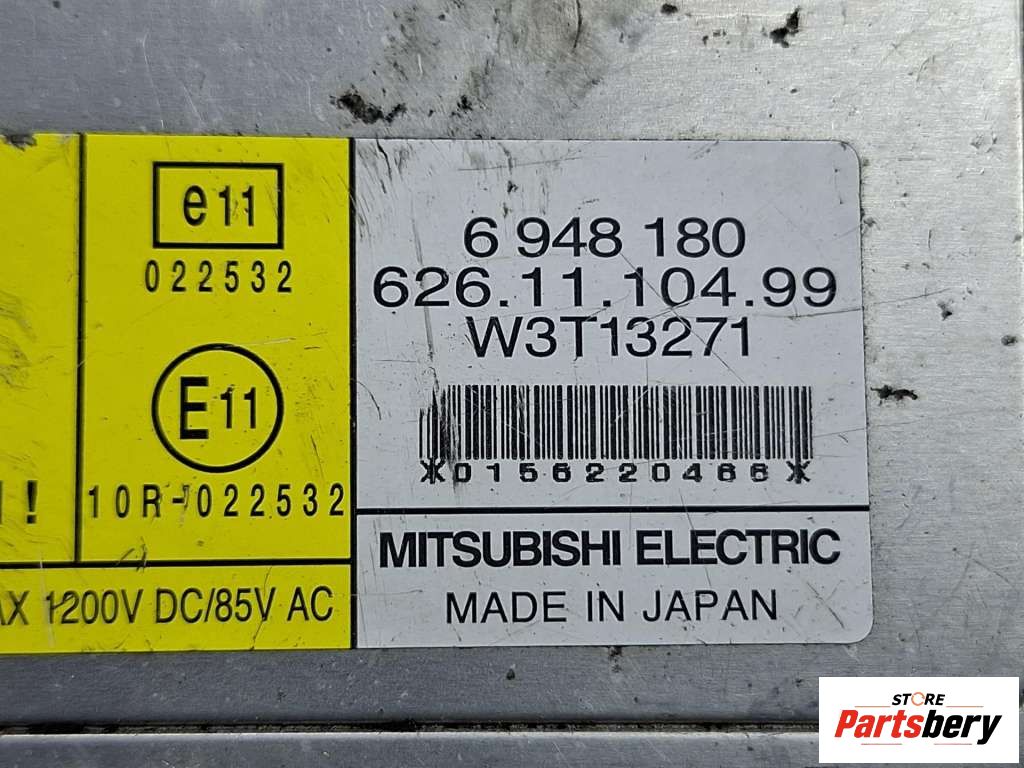 e11
022532
E11
10R-022532
!
1200V DC/85V AC
6 948 180
626.11.104.99
W3T13271
*0156220468*
MITSUBISHI ELECTRIC
MADE IN JAPAN
STORE
Partsbery